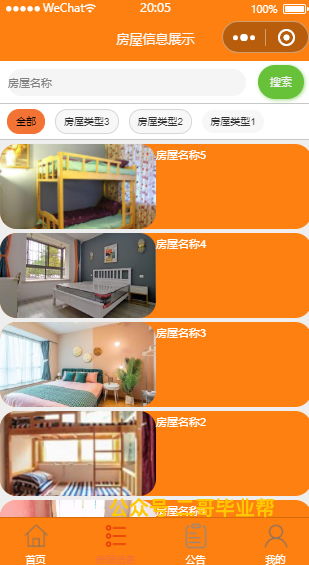 WeChat 20:05 100%
房屋信息展示
房屋名称 搜索
全部 房屋类型3 房屋类型2 房屋类型1
房屋名称5
房屋名称4
房屋名称3
房屋名称2
房屋名称1
公众号 二哥毕业帮
首页 公告 我的